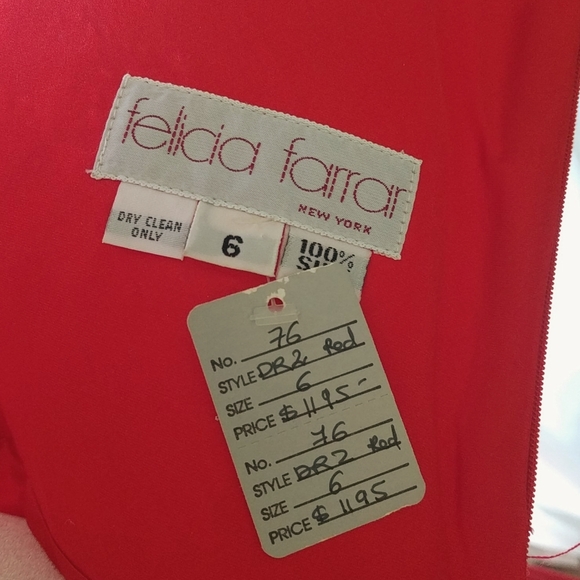 felicia farrar
NEW YORK
DRY CLEAN
ONLY
6
100%
No. 76
STYLE DR2 Red
SIZE 6
PRICE $1195-
No. 76
STYLE DR2 Red
SIZE 6
PRICE $1195